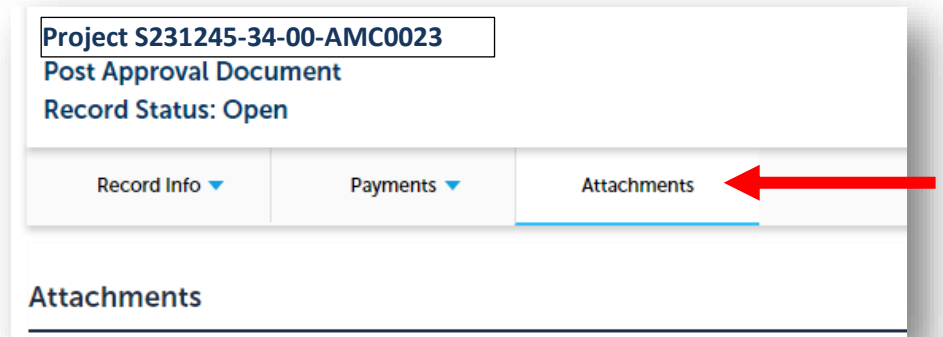 Project S231245-34-00-AMC0023
Post Approval Document
Record Status: Open
Record Info Payments Attachments
Attachments